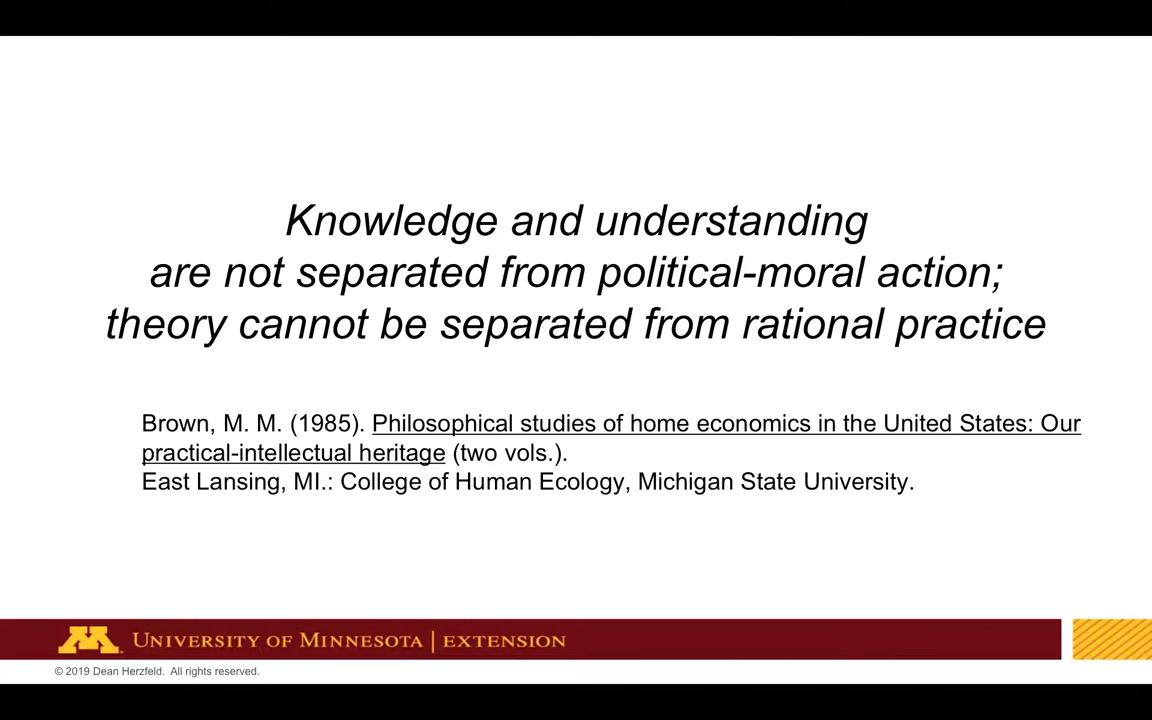 Knowledge and understanding
are not separated from political-moral action;
theory cannot be separated from rational practice
Brown, M. M. (1985). Philosophical studies of home economics in the United States: Our
practical-intellectual heritage (two vols.).
East Lansing, MI.: College of Human Ecology, Michigan State University.
M UNIVERSITY OF MINNESOTA | EXTENSION
© 2019 Dean Herzfeld. All rights reserved.